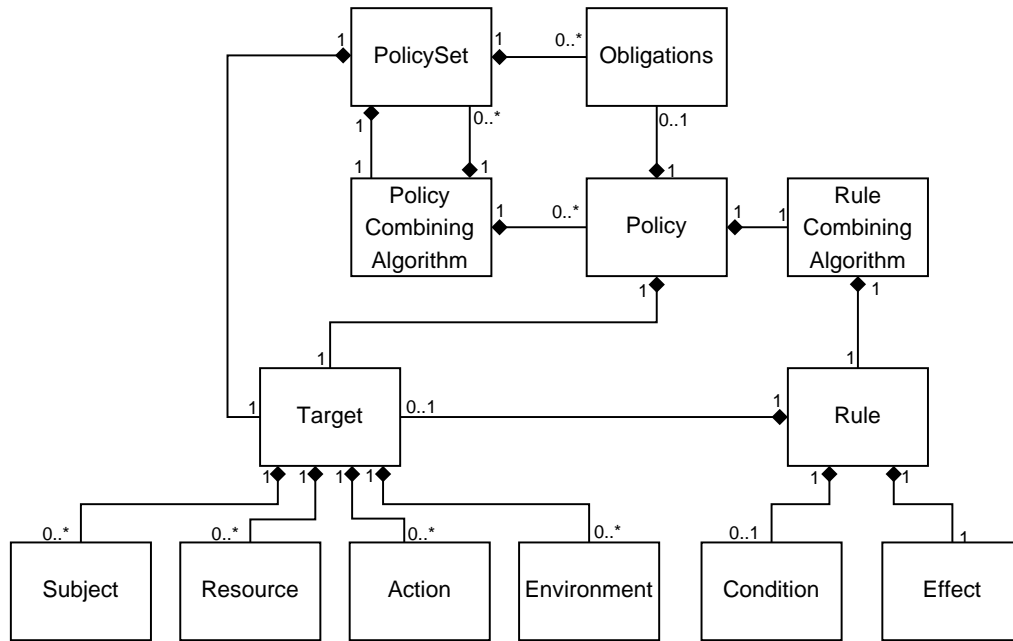 1
PolicySet
1
0..*
Obligations
1
0..*
0..1
1
1
1
Policy
Combining
Algorithm
1
0..*
Policy
1
1
Rule
Combining
Algorithm
1
1
1
1
1
Target
0..1
1
Rule
1
1
1
1
1
1
0..*
0..*
0..*
0..*
0..1
1
Subject
Resource
Action
Environment
Condition
Effect